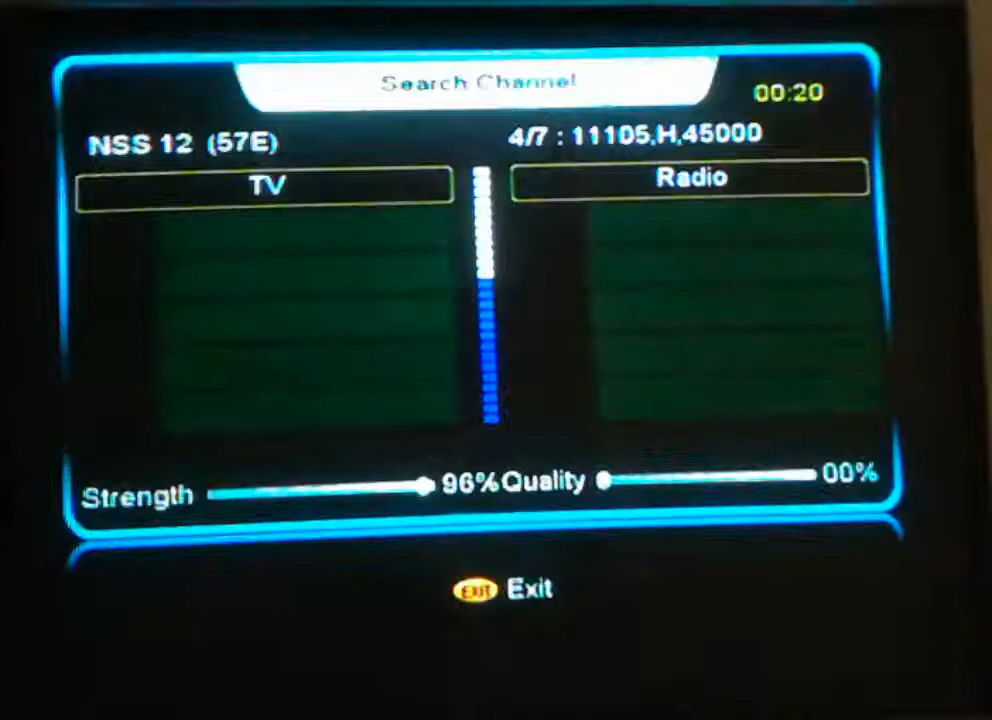 Search Channel
00:20
NSS 12 (57E)
4/7 : 11105,H,45000
TV
Radio
Strength 96% Quality 00%
EXIT Exit